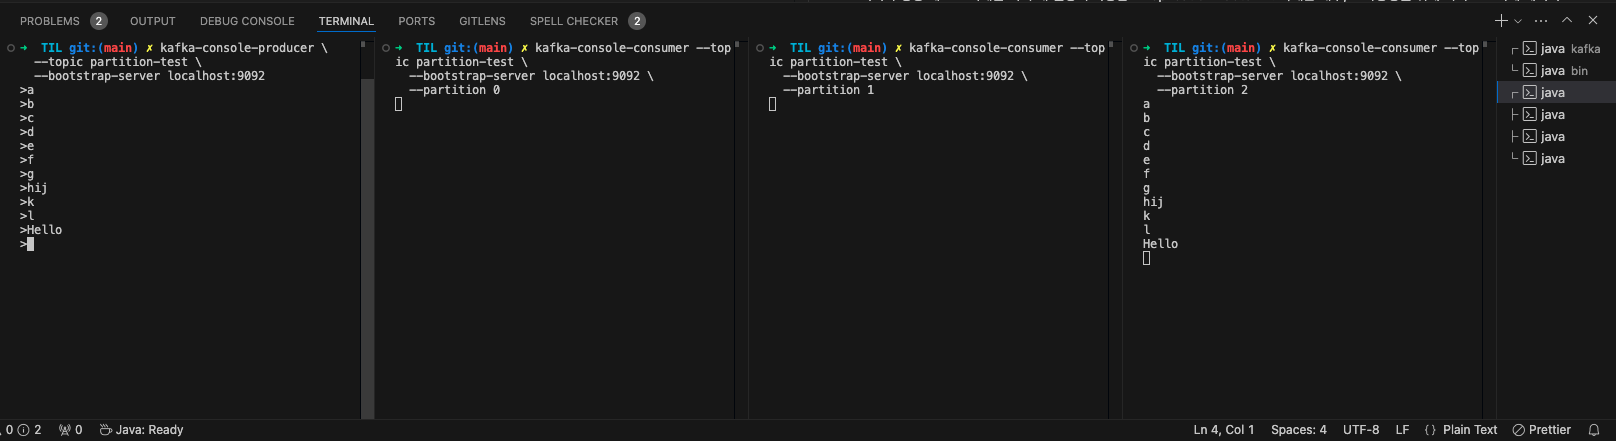 PROBLEMS 2 OUTPUT DEBUG CONSOLE TERMINAL PORTS GITLENS SPELL CHECKER 2
➜ TIL git:(main) ✗ kafka-console-producer \
--topic partition-test \
--bootstrap-server localhost:9092
>a
>b
>c
>d
>e
>f
>g
>hij
>k
>l
>Hello
>
➜ TIL git:(main) ✗ kafka-console-consumer --top
ic partition-test \
--bootstrap-server localhost:9092 \
--partition 0
➜ TIL git:(main) ✗ kafka-console-consumer --top
ic partition-test \
--bootstrap-server localhost:9092 \
--partition 1
➜ TIL git:(main) ✗ kafka-console-consumer --top
ic partition-test \
--bootstrap-server localhost:9092 \
--partition 2
a
b
c
d
e
f
g
hij
k
l
Hello
java kafka
java bin
java
java
java
java
0 2 0 Java: Ready Ln 4, Col 1 Spaces: 4 UTF-8 LF {} Plain Text Prettier